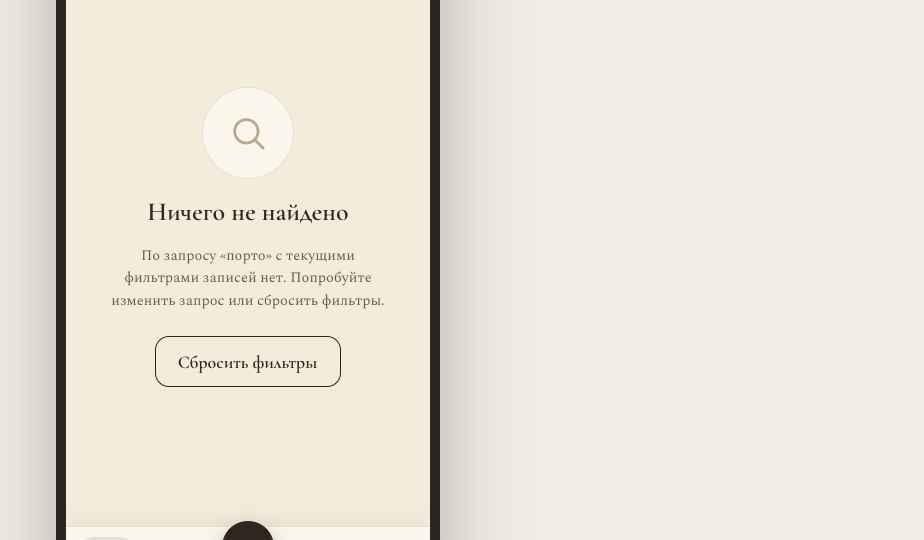 Ничего не найдено
По запросу «порто» с текущими
фильтрами записей нет. Попробуйте
изменить запрос или сбросить фильтры.
Сбросить фильтры